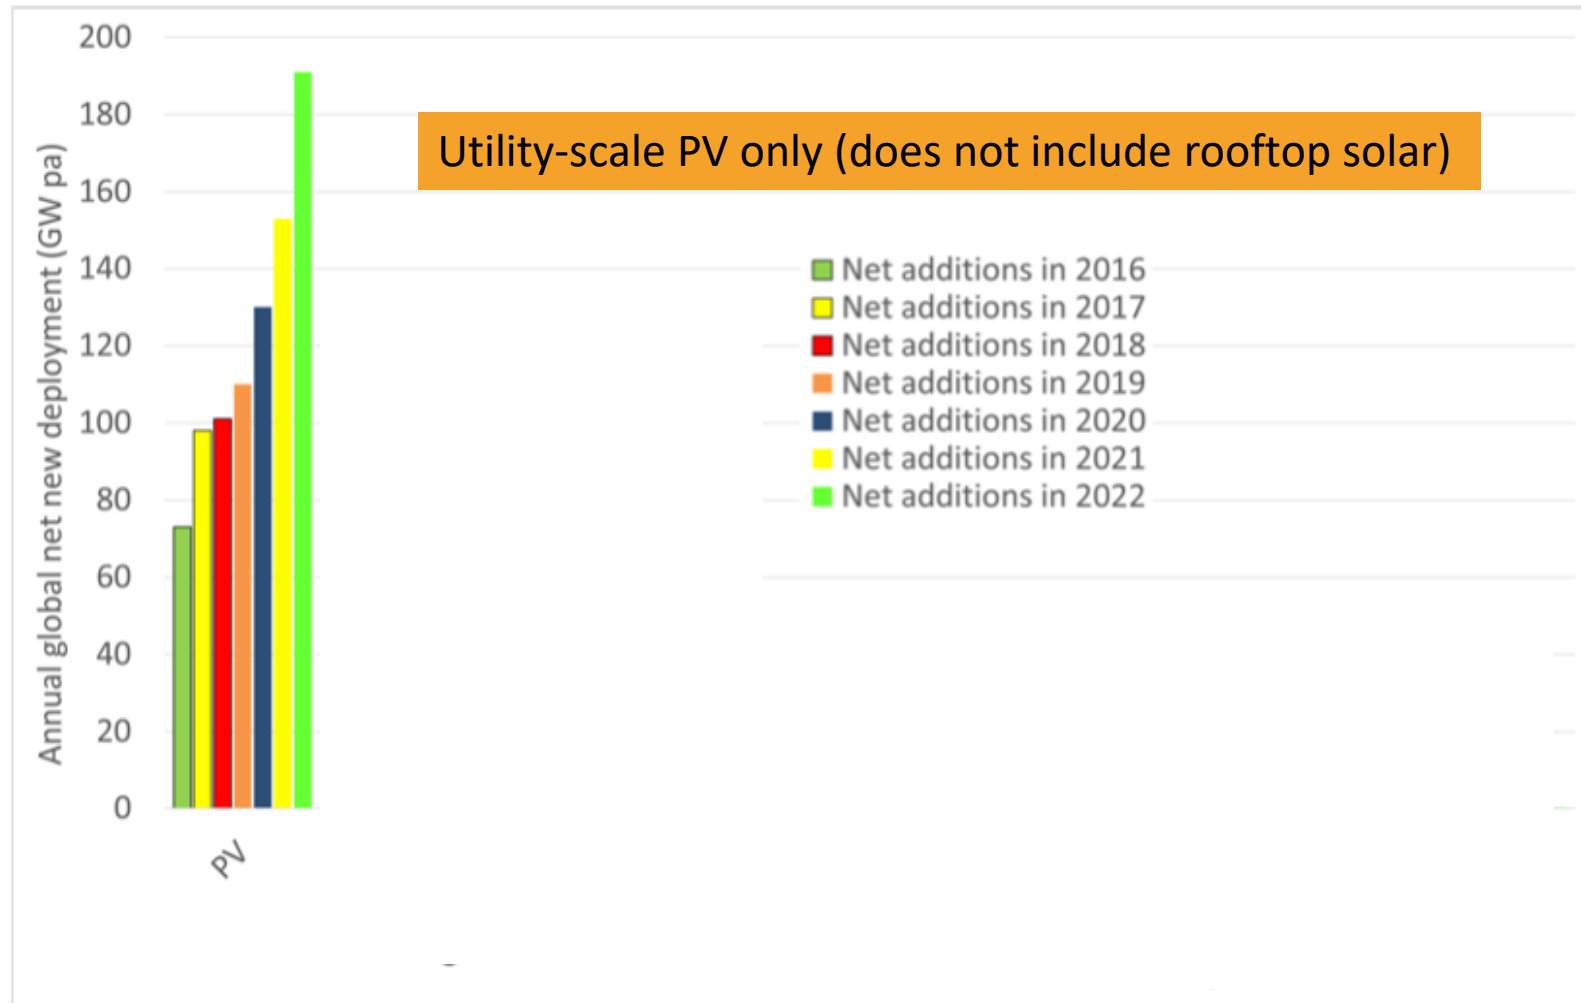 200
180
160
140
120
100
80
60
40
20
0
Annual global net new deployment (GW pa)
Utility-scale PV only (does not include rooftop solar)
Net additions in 2016
Net additions in 2017
Net additions in 2018
Net additions in 2019
Net additions in 2020
Net additions in 2021
Net additions in 2022
PV